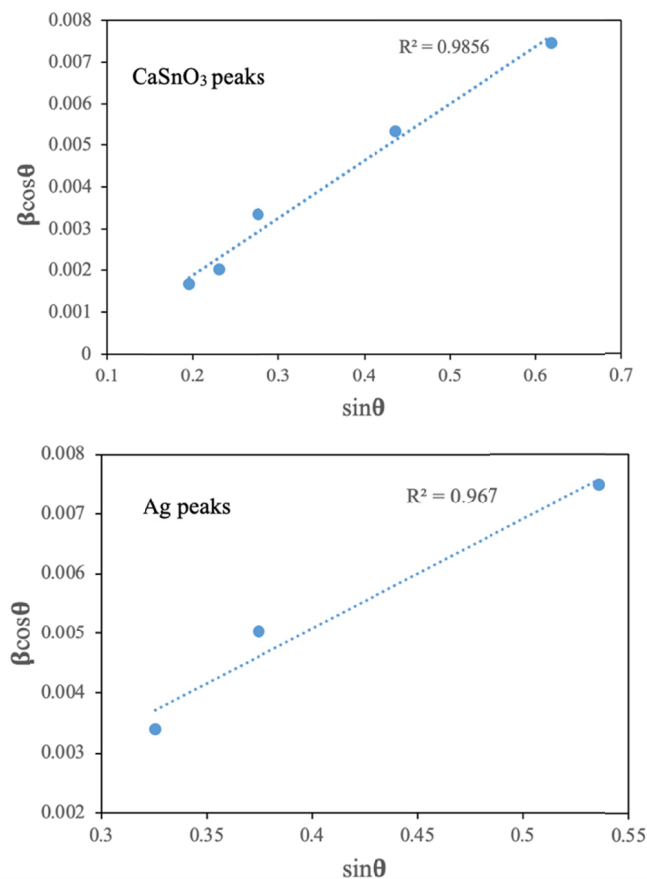 0.008
R² = 0.9856
0.007
CaSnO₃ peaks
0.006
0.005
0.004
βcosθ
0.003
0.002
0.001
0
0.1 0.2 0.3 0.4 0.5 0.6 0.7
sinθ
0.008
Ag peaks
R² = 0.967
0.007
0.006
βcosθ
0.005
0.004
0.003
0.002
0.3 0.35 0.4 0.45 0.5 0.55
sinθ